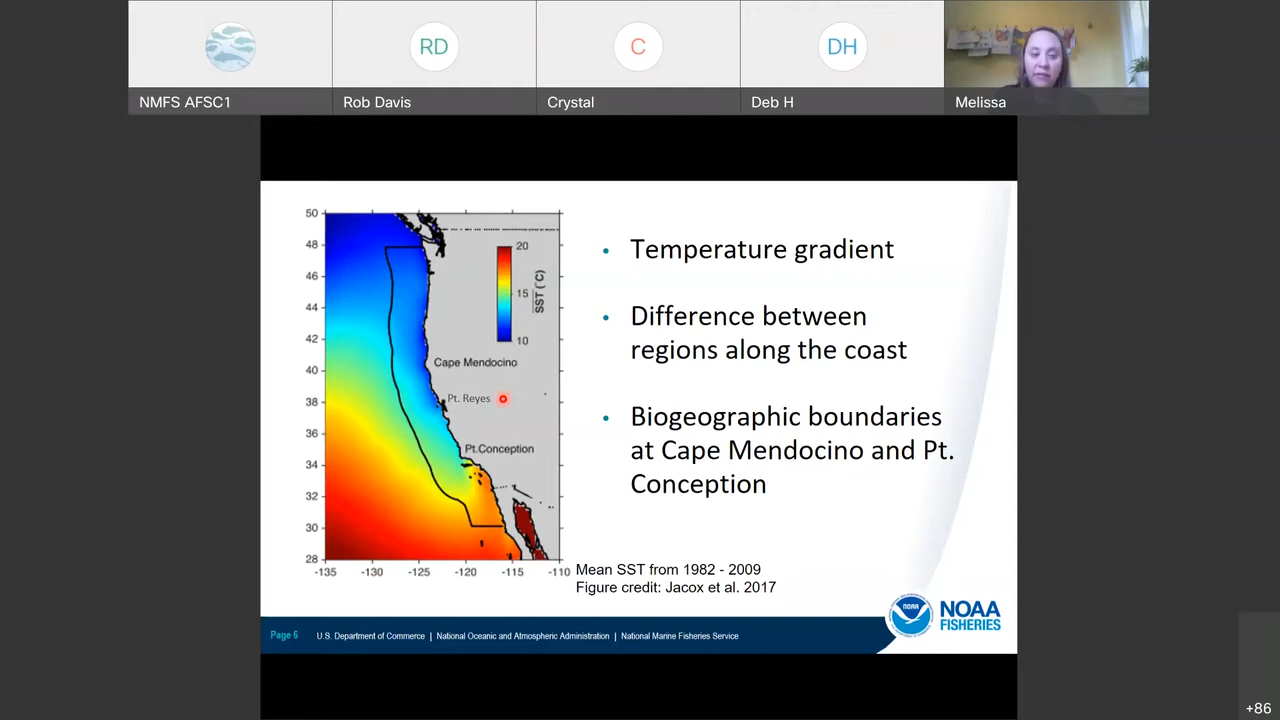 RD
C
DH
NMFS AFSC1
Rob Davis
Crystal
Deb H
Melissa
50
48
46
44
42
40
38
36
34
32
30
28
-135
-130
-125
-120
-115
-110
20
15
10
SST (°C)
Cape Mendocino
Pt. Reyes
Pt.Conception
• Temperature gradient
• Difference between
regions along the coast
• Biogeographic boundaries
at Cape Mendocino and Pt.
Conception
Mean SST from 1982 - 2009
Figure credit: Jacox et al. 2017
NOAA
NOAA
FISHERIES
Page 6
U.S. Department of Commerce | National Oceanic and Atmospheric Administration | National Marine Fisheries Service
+86